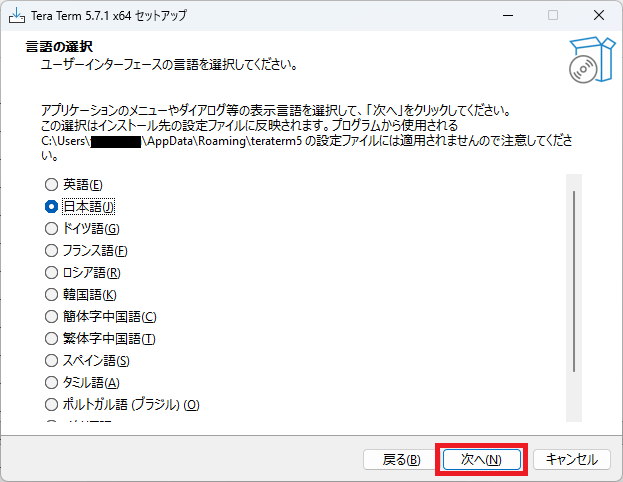 Tera Term 5.7.1 x64 セットアップ
言語の選択
ユーザーインターフェースの言語を選択してください。
アプリケーションのメニューやダイアログ等の表示言語を選択して、「次へ」をクリックしてください。
この選択はインストール先の設定ファイルに反映されます。プログラムから使用される
C:\Users\ \AppData\Roaming\teraterm5 の設定ファイルには適用されませんので注意してくださ
い。
英語(E)
日本語(J)
ドイツ語(G)
フランス語(F)
ロシア語(R)
韓国語(K)
簡体字中国語(C)
繁体字中国語(T)
スペイン語(S)
タミル語(A)
ポルトガル語 (ブラジル) (O)
戻る(B)
次へ(N)
キャンセル